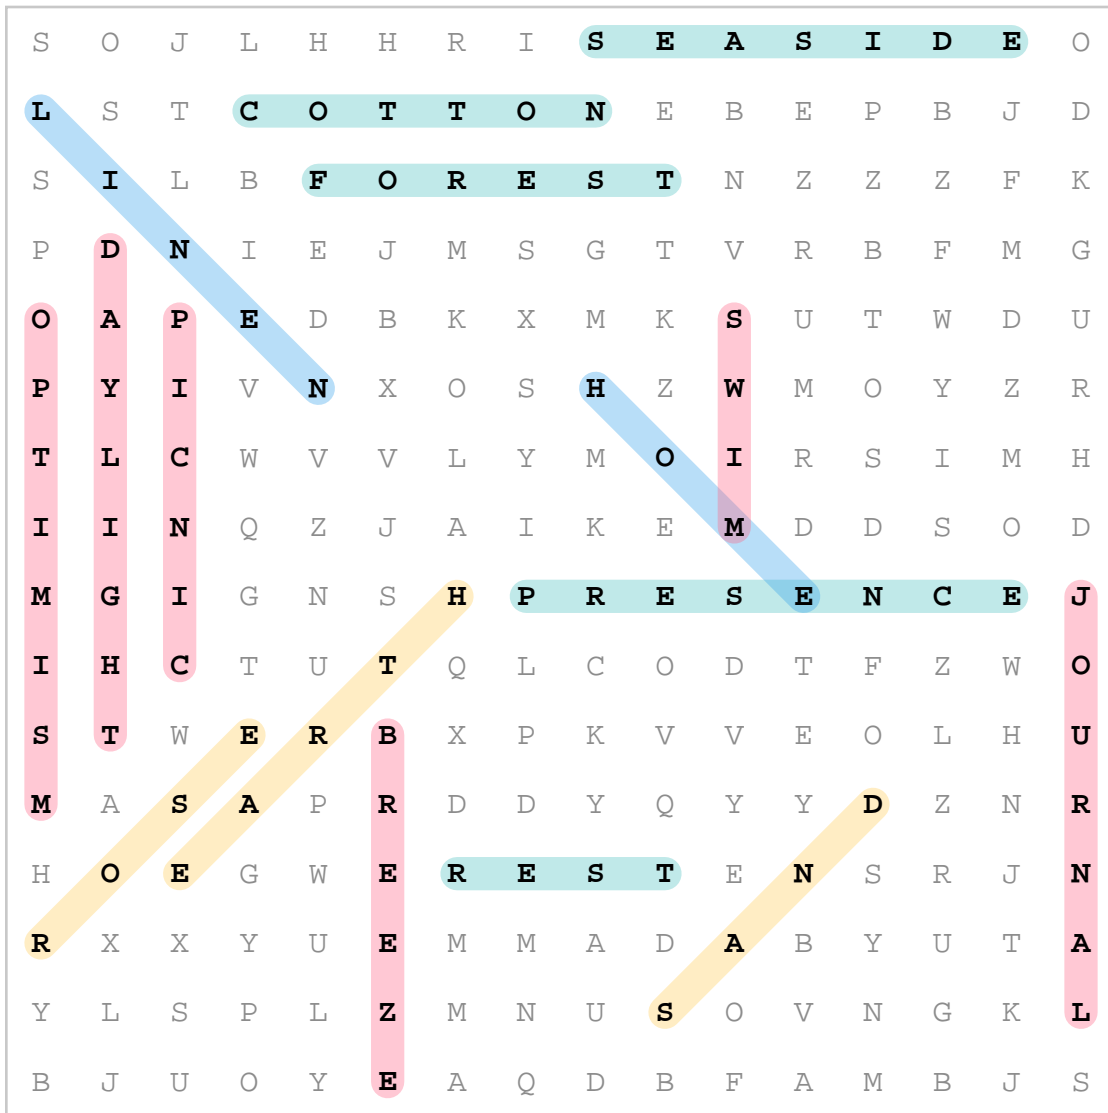 S O J L H H R I S E A S I D E O
L S T C O T T O N E B E P B J D
S I L B F O R E S T N Z Z Z F K
P D N I E J M S G T V R B F M G
O A P E D B K X M K S U T W D U
P Y I V N X O S H Z W M O Y Z R
T L C W V V L Y M O I R S I M H
I I N Q Z J A I K E M D D S O D
M G I G N S H P R E S E N C E J
I H C T U T Q L C O D T F Z W O
S T W E R B X P K V V E O L H U
M A S A P R D D Y Q Y Y D Z N R
H O E G W E R E S T E N S R J N
R X X Y U E M M A D A B Y U T A
Y L S P L Z M N U S O V N G K L
B J U O Y E A Q D B F A M B J S